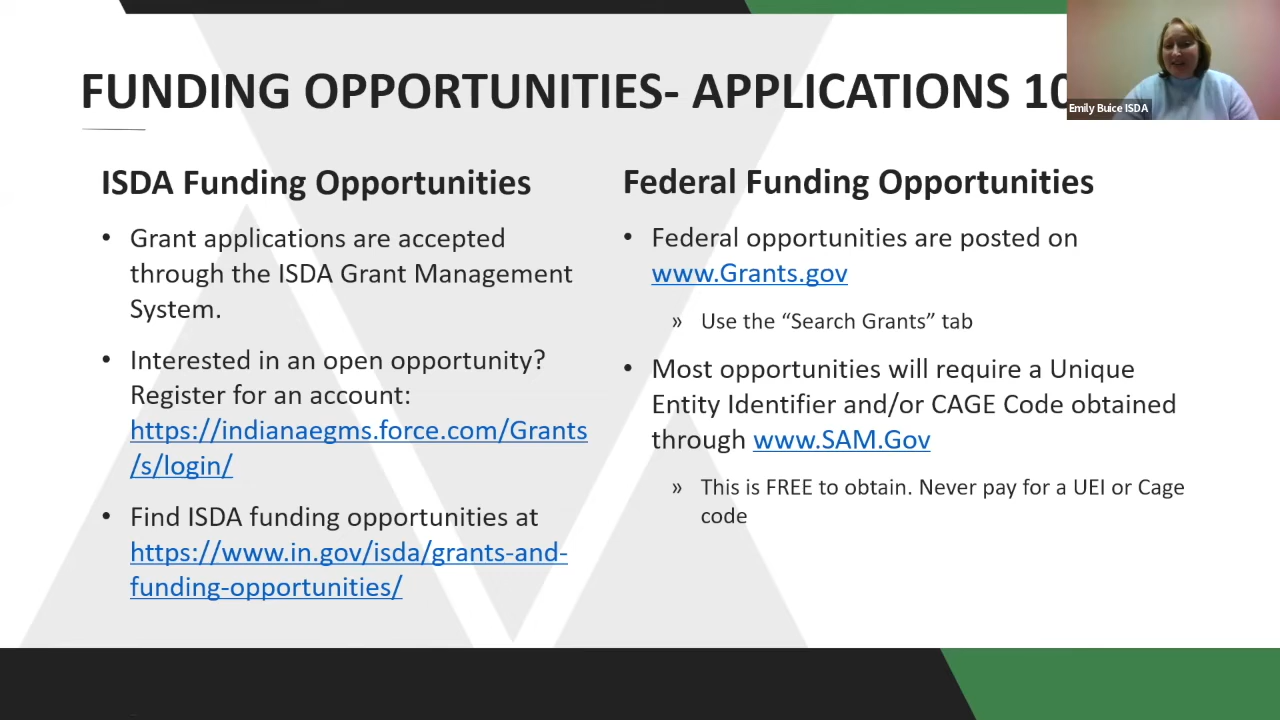 FUNDING OPPORTUNITIES- APPLICATIONS 10
Emily Buice ISDA
ISDA Funding Opportunities
• Grant applications are accepted
through the ISDA Grant Management
System.
• Interested in an open opportunity?
Register for an account:
https://indianaegms.force.com/Grants
/s/login/
• Find ISDA funding opportunities at
https://www.in.gov/isda/grants-and-
funding-opportunities/
Federal Funding Opportunities
• Federal opportunities are posted on
www.Grants.gov
» Use the “Search Grants” tab
• Most opportunities will require a Unique
Entity Identifier and/or CAGE Code obtained
through www.SAM.Gov
» This is FREE to obtain. Never pay for a UEI or Cage
code